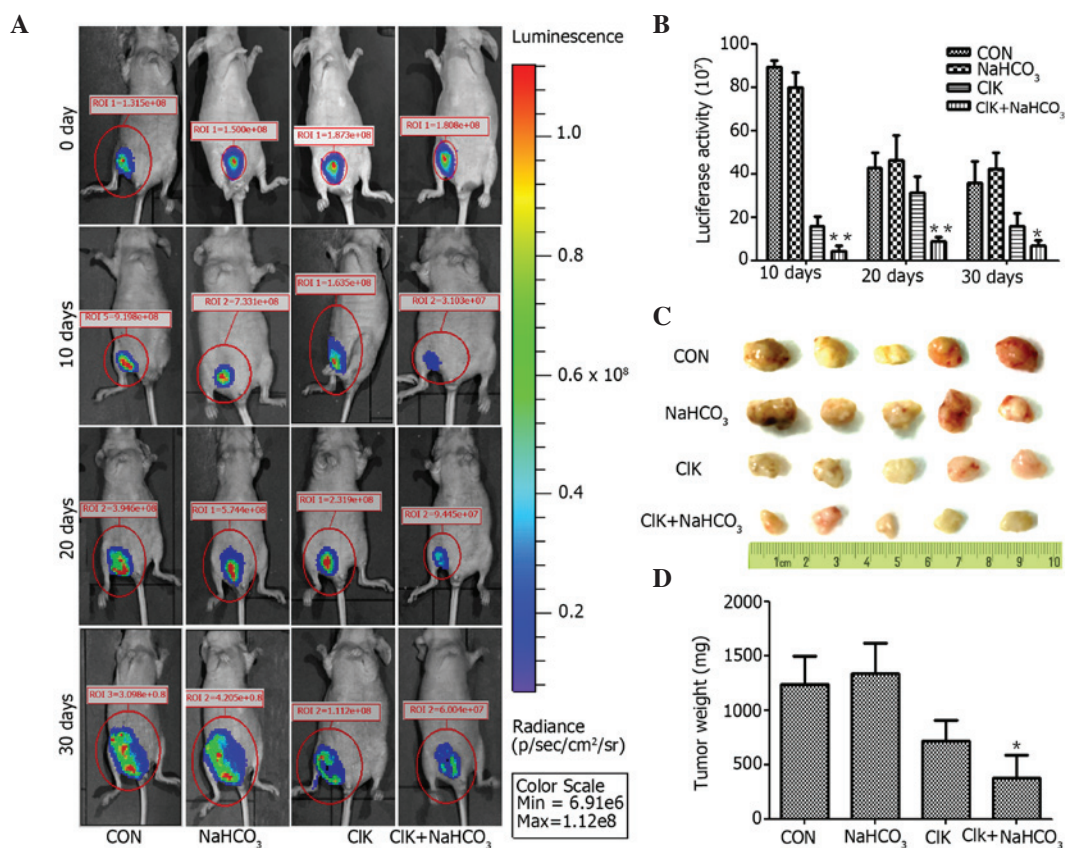 A
0 day
10 days
20 days
30 days
ROI 1=1.315e+08
ROI 1=1.500e+08
ROI 1=1.873e+08
ROI 1=1.808e+08
ROI 5=9.198e+08
ROI 2=7.331e+08
ROI 1=1.635e+08
ROI 2=3.103e+07
ROI 2=3.946e+08
ROI 1=5.744e+08
ROI 1=2.319e+08
ROI 2=9.445e+07
ROI 3=3.098e+0.8
ROI 2=4.205e+0.8
ROI 2=1.112e+08
ROI 2=6.004e+07
CON
NaHCO₃
ClK
ClK+NaHCO₃
Luminescence
1.0
0.8
0.6 x 10⁸
0.4
0.2
Radiance
(p/sec/cm²/sr)
Color Scale
Min = 6.91e6
Max=1.12e8
B
Luciferase activity (10⁷)
100
80
60
40
20
0
CON
NaHCO₃
ClK
ClK+NaHCO₃
* *
* *
*
10 days
20 days
30 days
C
CON
NaHCO₃
ClK
ClK+NaHCO₃
1cm 2 3 4 5 6 7 8 9 10
D
Tumor weight (mg)
2000
1500
1000
500
0
*
CON
NaHCO₃
ClK
Clk+NaHCO₃